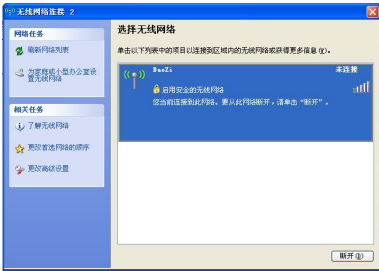 无线网络连接 2
网络任务
刷新网络列表
为家庭或小型办公室设
置无线网络
相关任务
了解无线网络
更改首选网络的顺序
更改高级设置
选择无线网络
单击以下列表中的项目以连接到区域内的无线网络或获得更多信息(W)。
BaoZi
未连接
启用安全的无线网络
您当前连接到此网络。要从此网络断开，请单击“断开”。
断开(D)